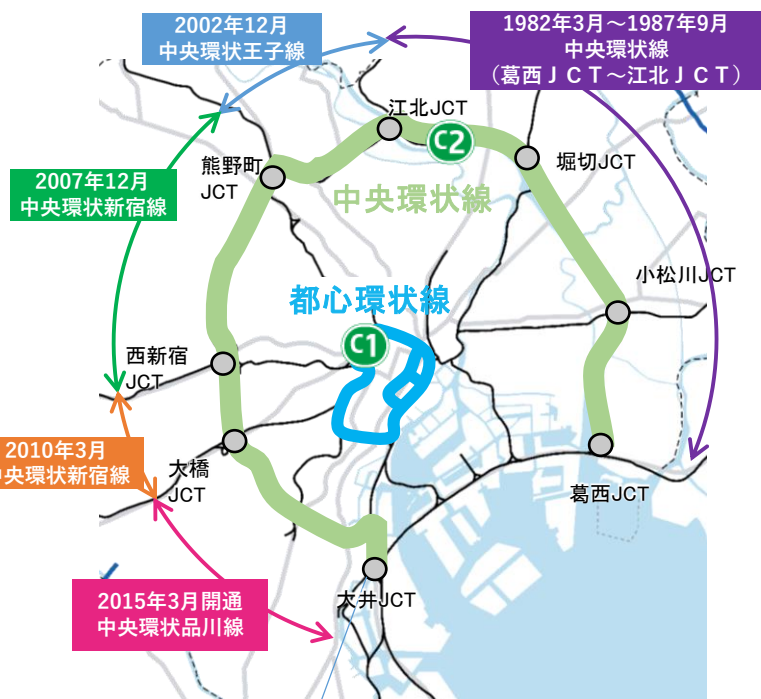 2002年12月
中央環状王子線
1982年3月～1987年9月
中央環状線
（葛西ＪＣＴ～江北ＪＣＴ）
江北JCT
C2
堀切JCT
熊野町
JCT
2007年12月
中央環状新宿線
中央環状線
小松川JCT
都心環状線
C1
西新宿
JCT
2010年3月
中央環状新宿線
大橋
JCT
葛西JCT
2015年3月開通
中央環状品川線
大井JCT